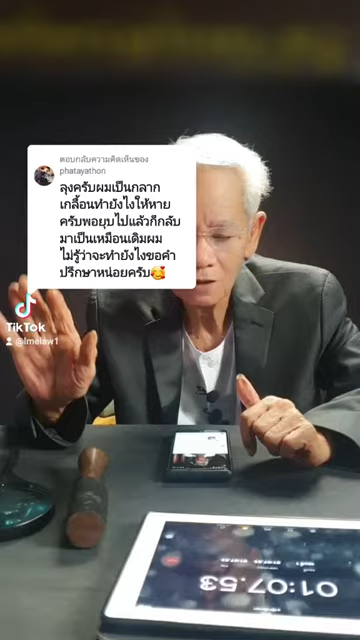 ตอบกลับความคิดเห็นของ
phatayathon
ลุงครับผมเป็นกลาก
เกลื้อนทำยังไงให้หาย
ครับพอยุบไปแล้วก็กลับ
มาเป็นเหมือนเดิมผม
ไม่รู้ว่าจะทำยังไงขอคำ
ปรึกษาหน่อยครับ🥰
TikTok
@lmelaw1
01:07.53